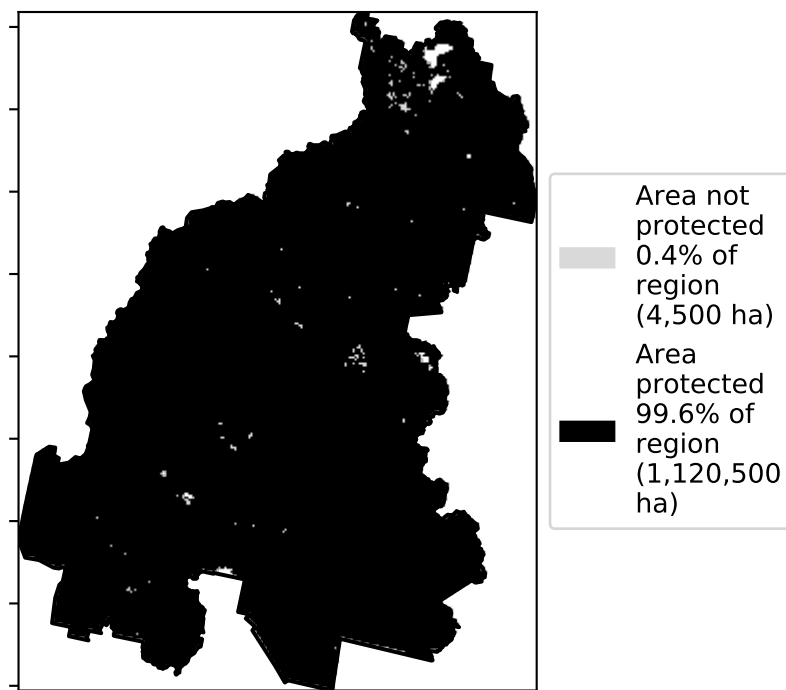 Area not
protected
0.4% of
region
(4,500 ha)
Area
protected
99.6% of
region
(1,120,500
ha)